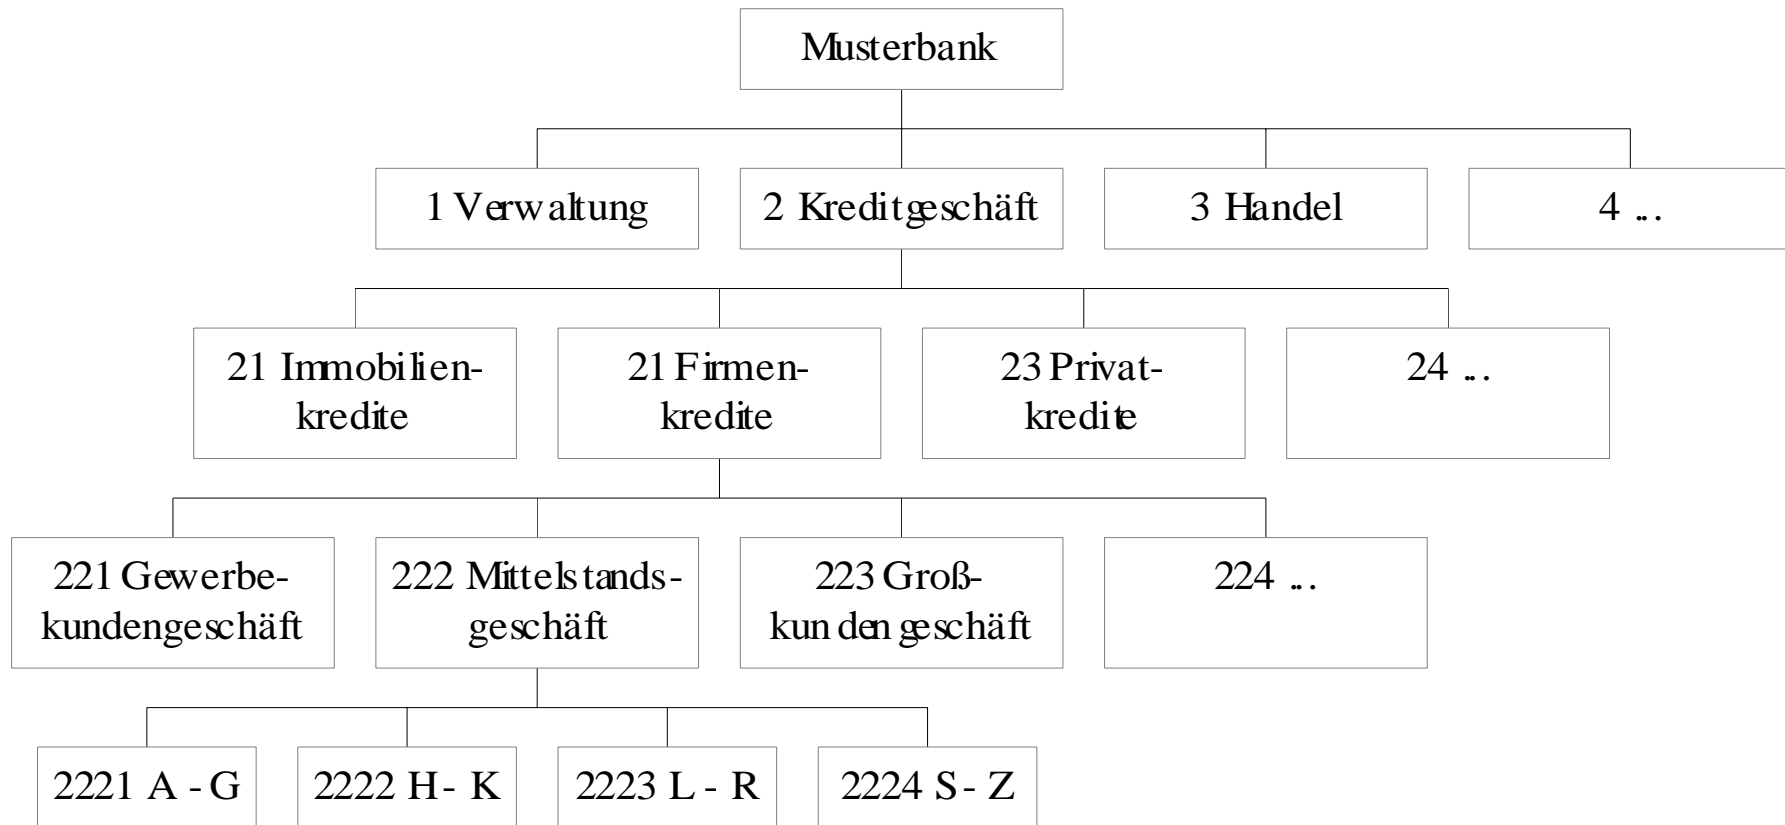 Musterbank
1 Verwaltung
2 Kreditgeschäft
3 Handel
4 ...
21 Immobilien-
kredite
21 Firmen-
kredite
23 Privat-
kredite
24 ...
221 Gewerbe-
kundengeschäft
222 Mittelstands-
geschäft
223 Groß-
kundengeschäft
224 ...
2221 A - G
2222 H - K
2223 L - R
2224 S - Z